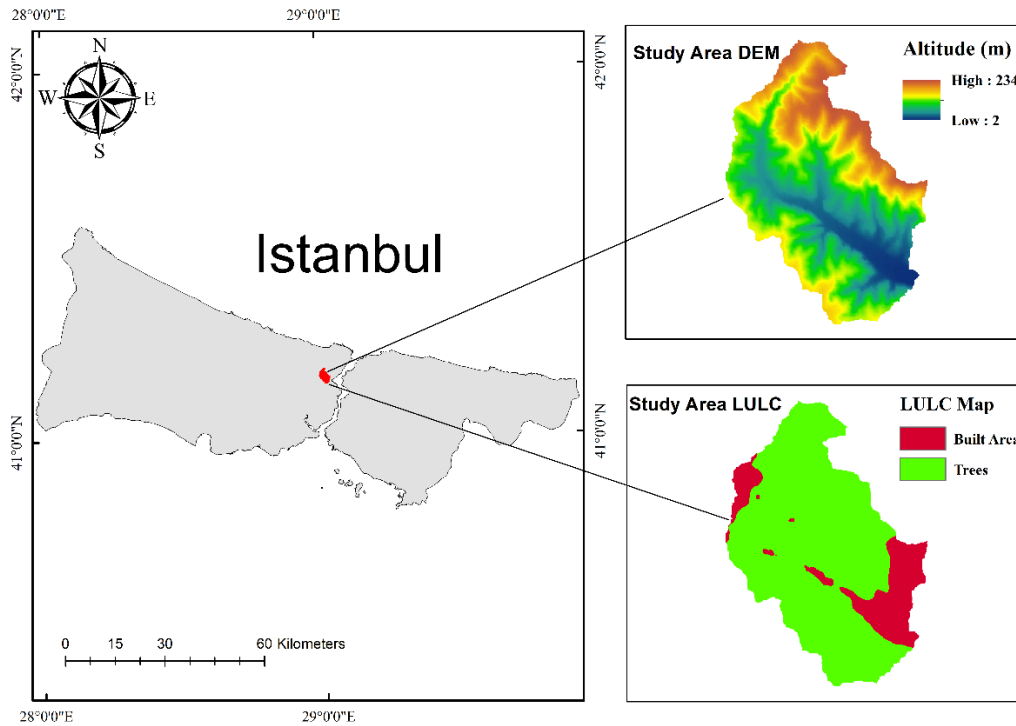 28°0'0"E
29°0'0"E
42°0'0"N
42°0'0"N
N
W
E
S
Istanbul
41°0'0"N
41°0'0"N
0 15 30 60 Kilometers
28°0'0"E
29°0'0"E
Study Area DEM
Altitude (m)
High : 234
Low : 2
Study Area LULC
LULC Map
Built Area
Trees